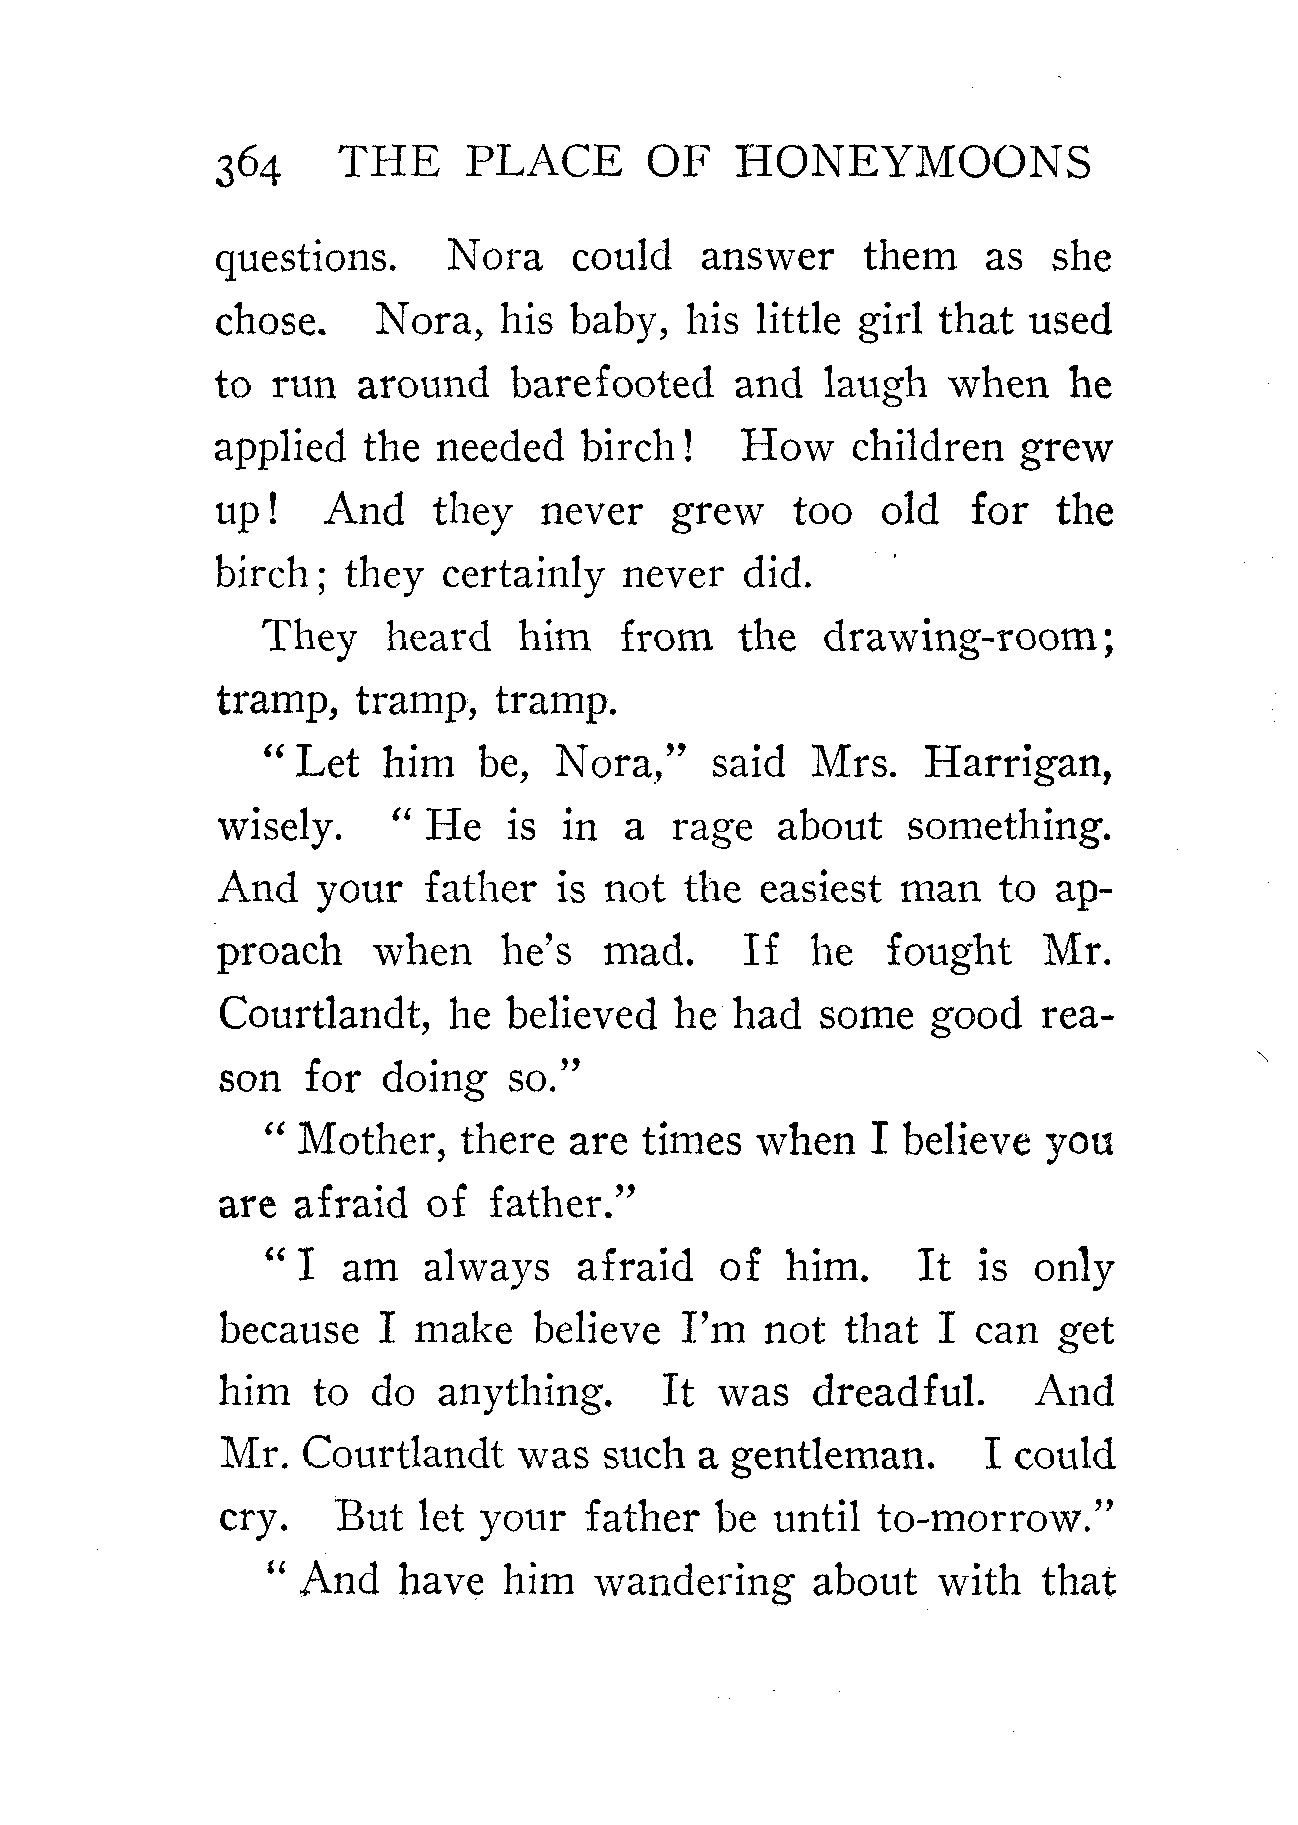 364 THE PLACE OF HONEYMOONS
questions. Nora could answer them as she
chose. Nora, his baby, his little girl that used
to run around barefooted and laugh when he
applied the needed birch! How children grew
up! And they never grew too old for the
birch; they certainly never did.
They heard him from the drawing-room;
tramp, tramp, tramp.
"Let him be, Nora," said Mrs. Harrigan,
wisely. "He is in a rage about something.
And your father is not the easiest man to ap-
proach when he's mad. If he fought Mr.
Courtlandt, he believed he had some good rea-
son for doing so."
"Mother, there are times when I believe you
are afraid of father."
"I am always afraid of him. It is only
because I make believe I'm not that I can get
him to do anything. It was dreadful. And
Mr. Courtlandt was such a gentleman. I could
cry. But let your father be until to-morrow."
"And have him wandering about with that